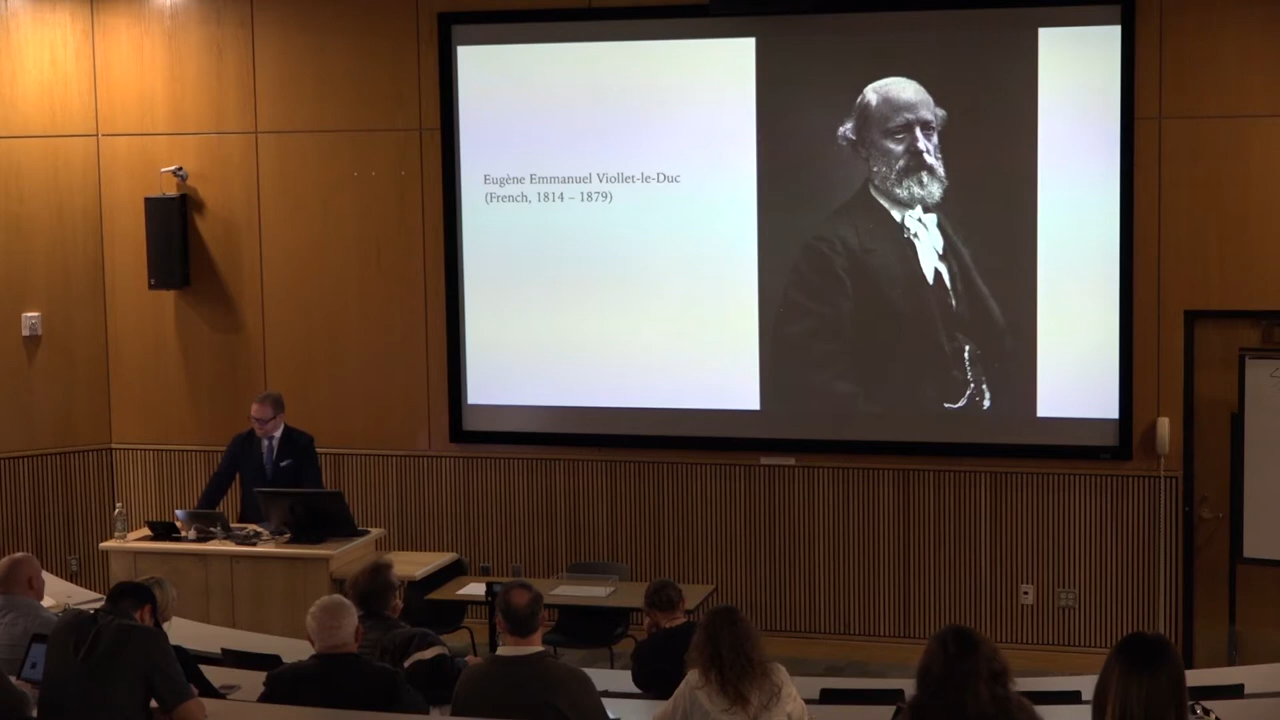 Eugène Emmanuel Viollet-le-Duc
(French, 1814 – 1879)